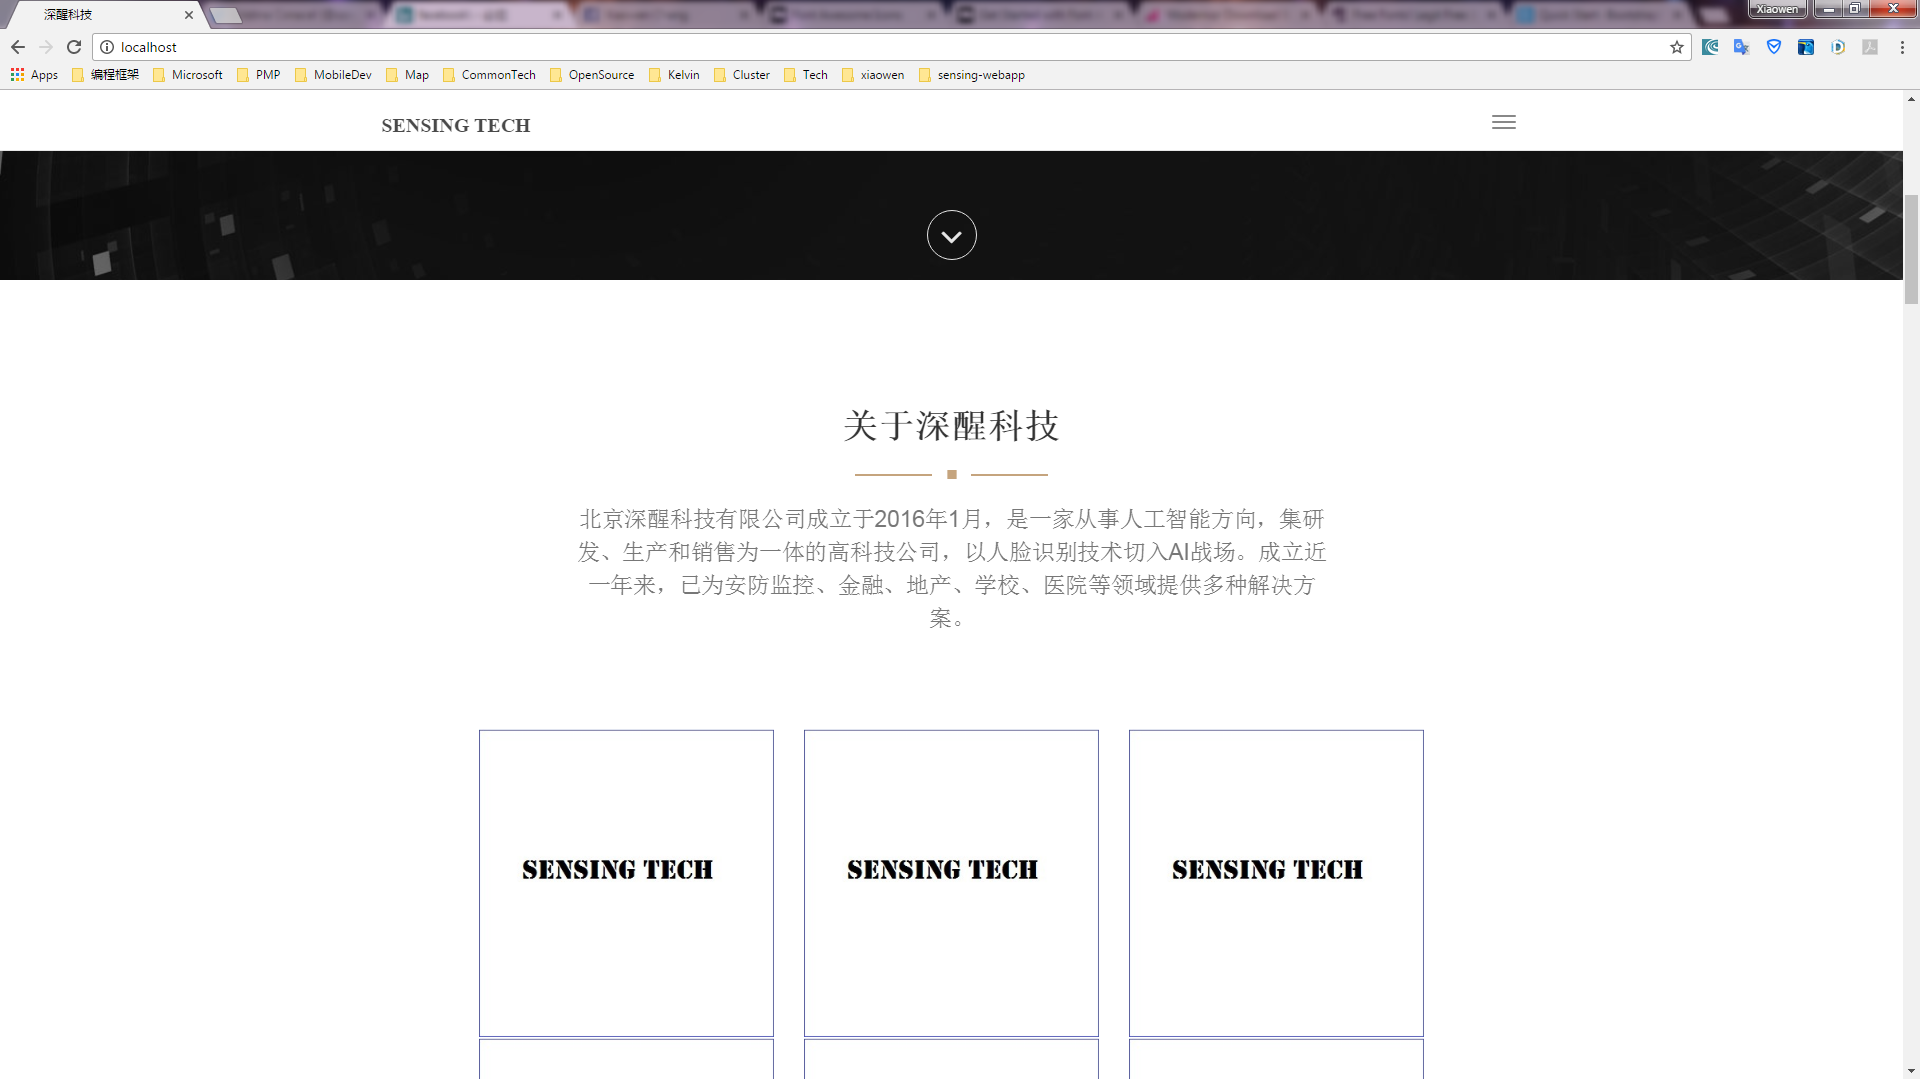 深醒科技
Xiaowen
localhost
Apps 编程框架 Microsoft PMP MobileDev Map CommonTech OpenSource Kelvin Cluster Tech xiaowen sensing-webapp
SENSING TECH
关于深醒科技
北京深醒科技有限公司成立于2016年1月，是一家从事人工智能方向，集研
发、生产和销售为一体的高科技公司，以人脸识别技术切入AI战场。成立近
一年来，已为安防监控、金融、地产、学校、医院等领域提供多种解决方
案。
SENSING TECH
SENSING TECH
SENSING TECH